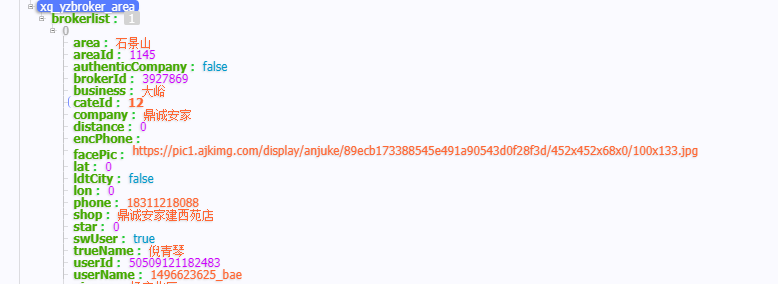 xq_yzbroker_area
brokerlist : 1
0
area : 石景山
areaId : 1145
authenticCompany : false
brokerId : 3927869
business : 大峪
cateId : 12
company : 鼎诚安家
distance : 0
encPhone :
facePic : https://pic1.ajkimg.com/display/anjuke/89ecb173388545e491a90543d0f28f3d/452x452x68x0/100x133.jpg
lat : 0
ldtCity : false
lon : 0
phone : 18311218088
shop : 鼎诚安家建西苑店
star : 0
swUser : true
trueName : 倪青琴
userId : 50509121182483
userName : 1496623625_bae